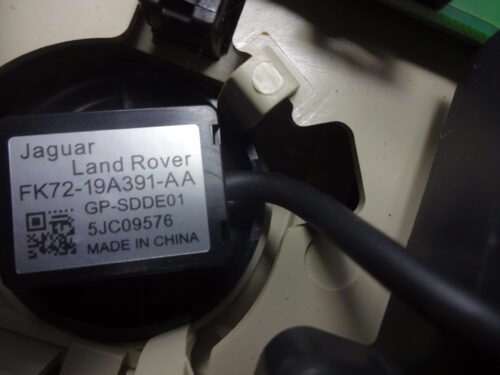 Jaguar
Land Rover
FK72-19A391-AA
GP-SDDE01
5JC09576
MADE IN CHINA